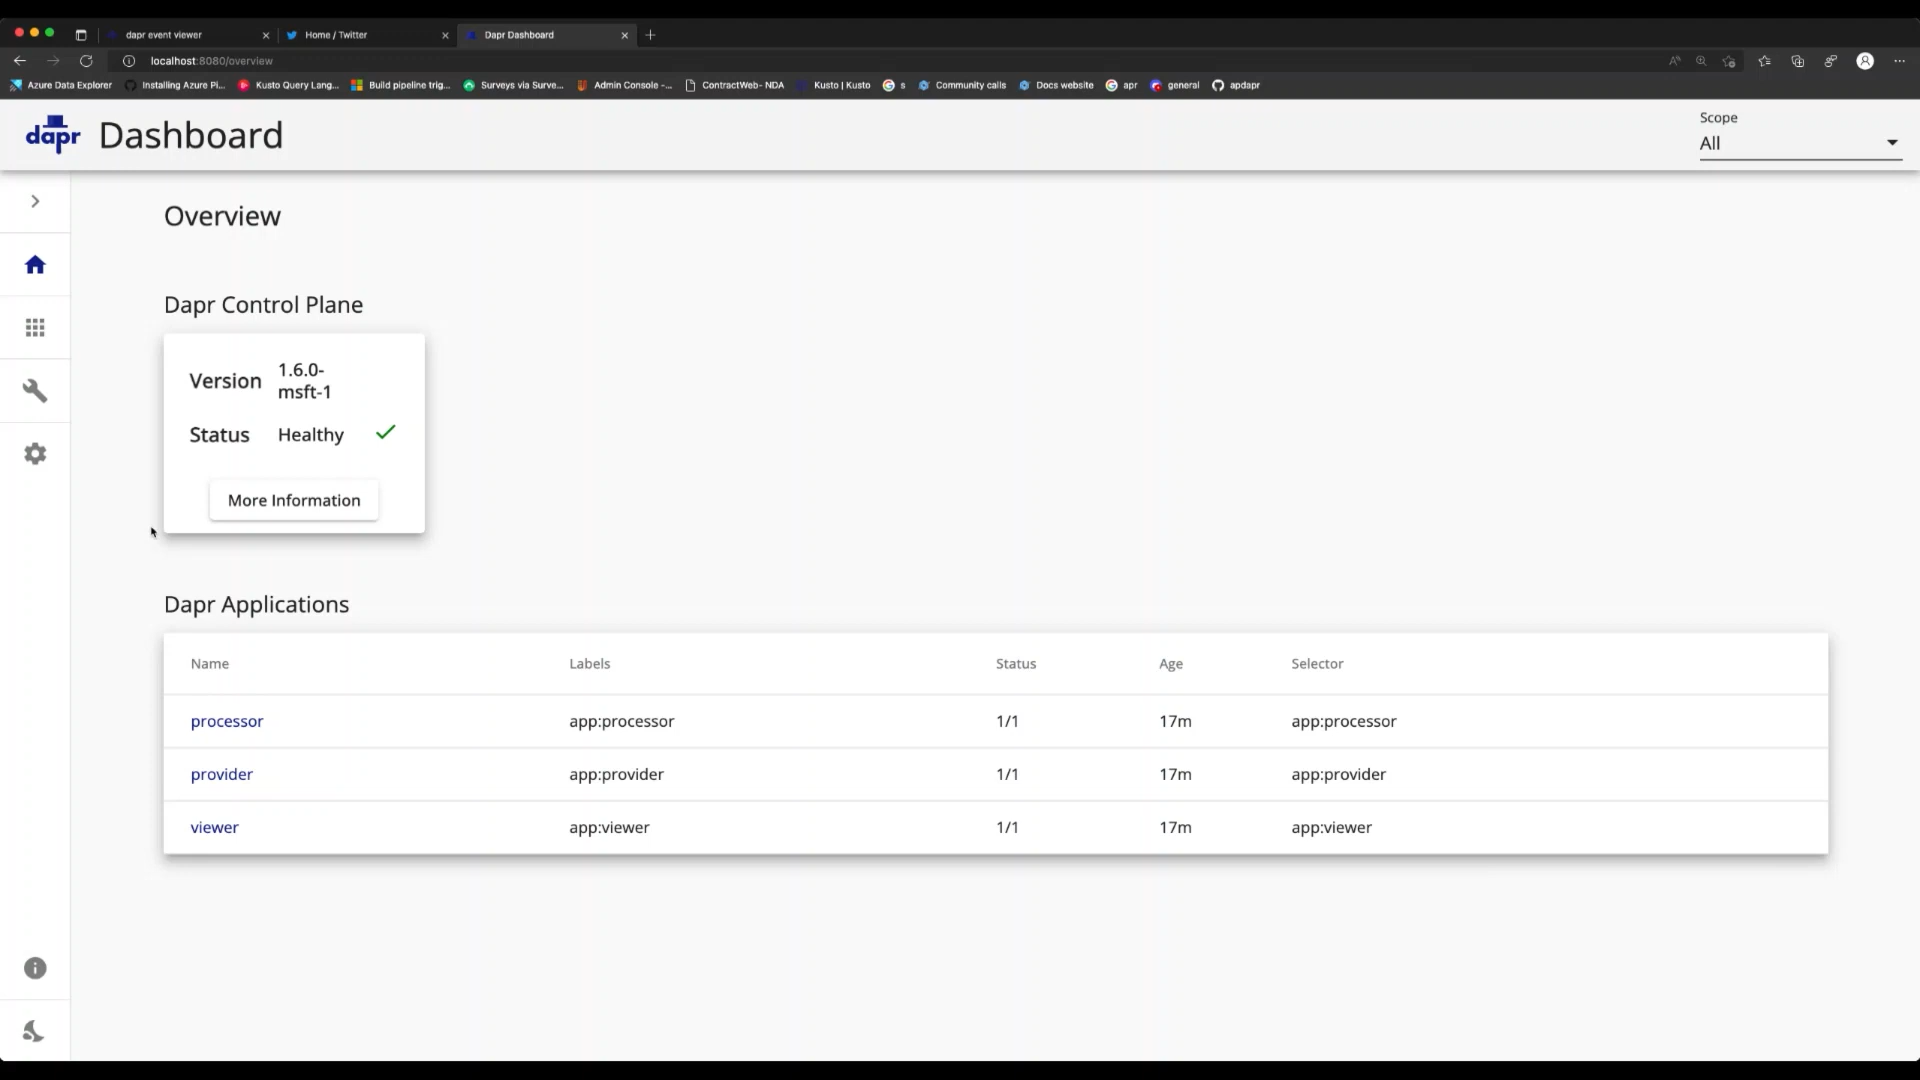 dapr event viewer
Home / Twitter
Dapr Dashboard
localhost:8080/overview
Azure Data Explorer
Installing Azure Pi...
Kusto Query Lang...
Build pipeline trig...
Surveys via Surve...
Admin Console -...
ContractWeb- NDA
Kusto | Kusto
s
Community calls
Docs website
apr
general
apdapr
dapr Dashboard
Scope
All
Overview
Dapr Control Plane
Version 1.6.0-
msft-1
Status Healthy
More Information
Dapr Applications
Name Labels Status Age Selector
processor app:processor 1/1 17m app:processor
provider app:provider 1/1 17m app:provider
viewer app:viewer 1/1 17m app:viewer